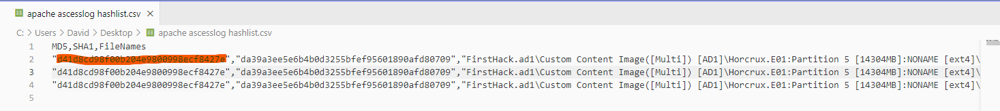 apache ascesslog hashlist.csv ×
C: > Users > David > Desktop > apache ascesslog hashlist.csv
1 MD5,SHA1,FileNames
2 "d41d8cd98f00b204e9800998ecf8427e","da39a3ee5e6b4b0d3255bfef95601890afd80709","FirstHack.ad1\Custom Content Image([Multi]) [AD1]\Horcrux.E01:Partition 5 [14304MB]:NONAME [ext4]\
3 "d41d8cd98f00b204e9800998ecf8427e","da39a3ee5e6b4b0d3255bfef95601890afd80709","FirstHack.ad1\Custom Content Image([Multi]) [AD1]\Horcrux.E01:Partition 5 [14304MB]:NONAME [ext4]\
4 "d41d8cd98f00b204e9800998ecf8427e","da39a3ee5e6b4b0d3255bfef95601890afd80709","FirstHack.ad1\Custom Content Image([Multi]) [AD1]\Horcrux.E01:Partition 5 [14304MB]:NONAME [ext4]\
5